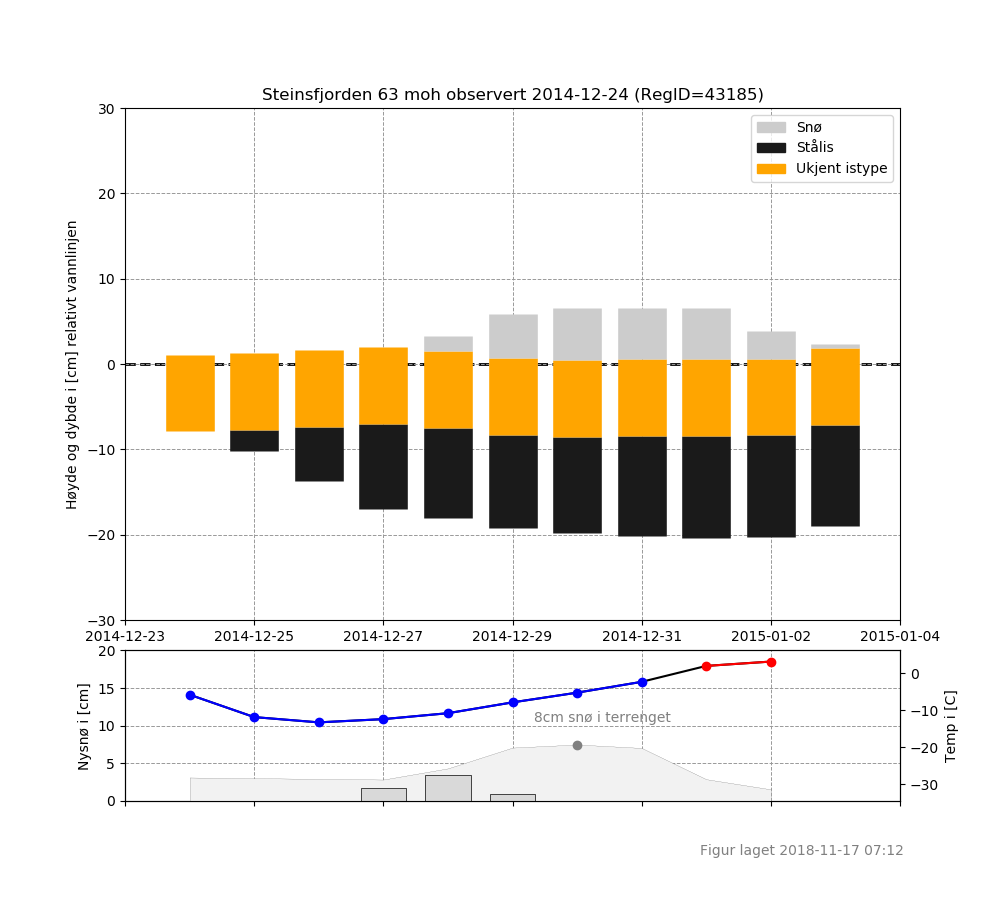 Steinsfjorden 63 moh observert 2014-12-24 (RegID=43185)
30
20
10
0
−10
−20
−30
Høyde og dybde i [cm] relativt vannlinjen
Snø
Stålis
Ukjent istype
2014-12-23 2014-12-25 2014-12-27 2014-12-29 2014-12-31 2015-01-02 2015-01-04
20
15
10
5
0
Nysnø i [cm]
8cm snø i terrenget
0
−10
−20
−30
Temp i [C]
Figur laget 2018-11-17 07:12